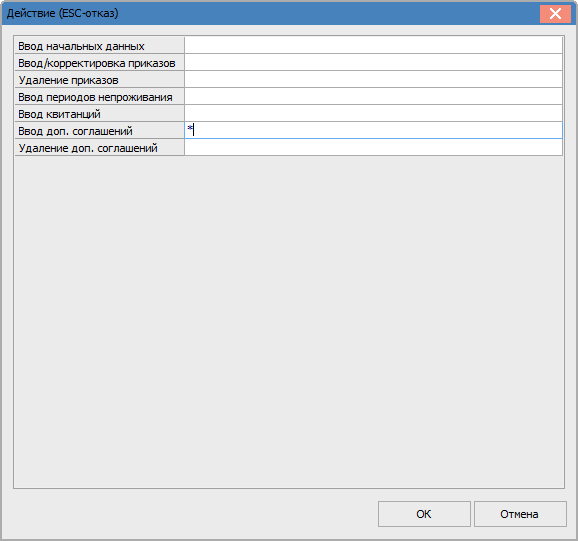 Действие (ESC-отказ)
Ввод начальных данных
Ввод/корректировка приказов
Удаление приказов
Ввод периодов непроживания
Ввод квитанций
Ввод доп. соглашений *
Удаление доп. соглашений
OK Отмена